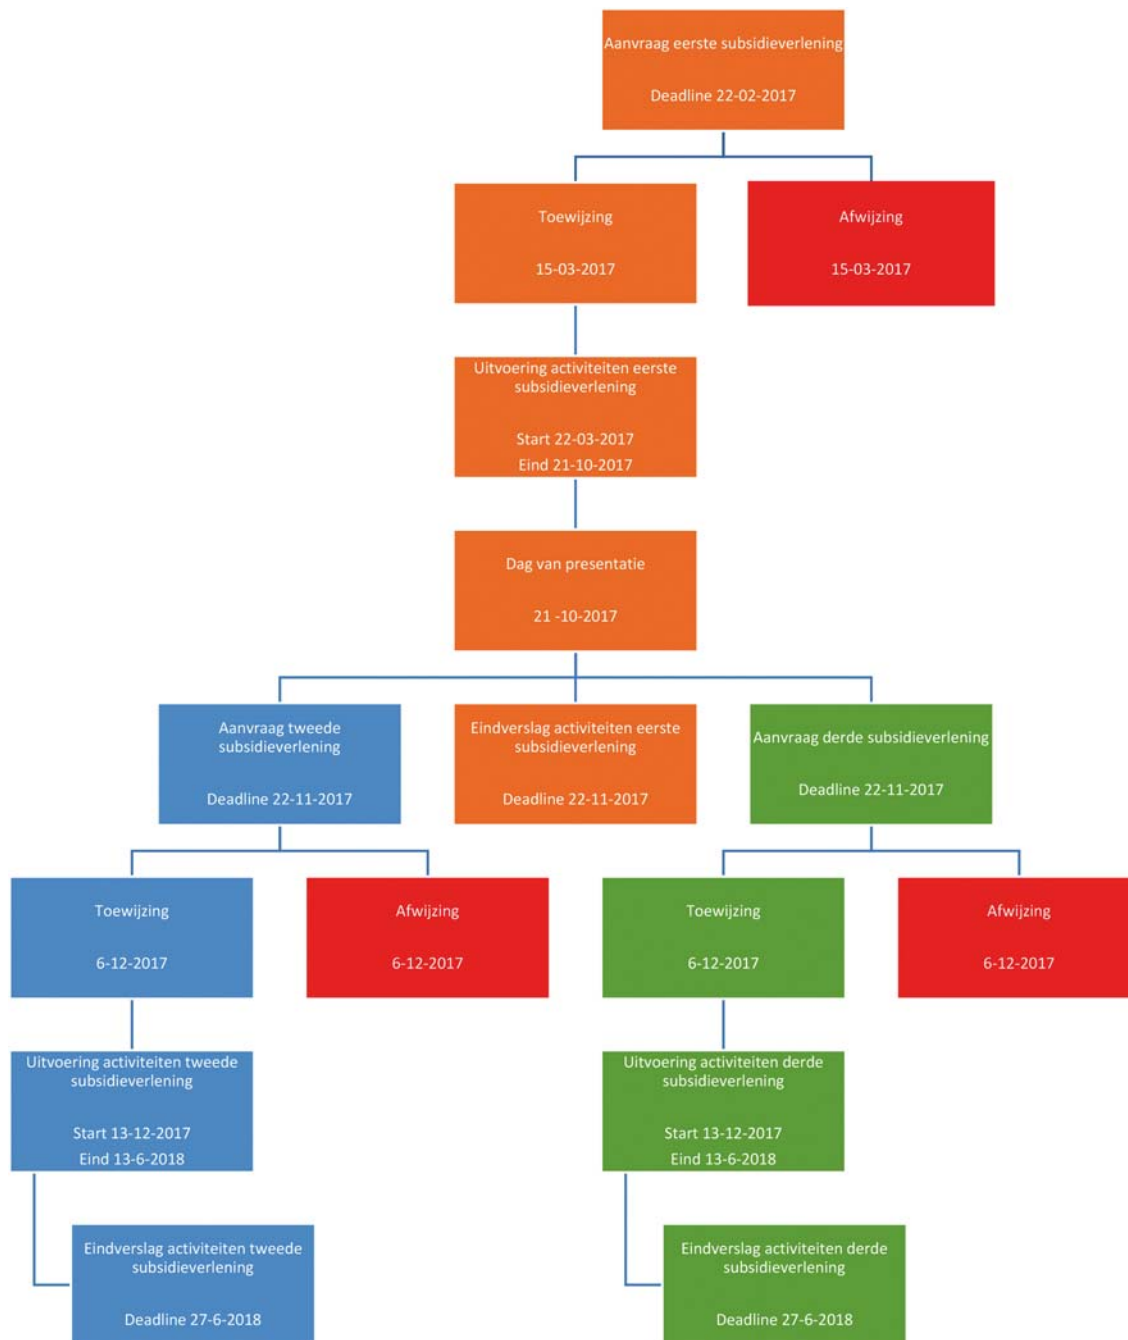 Aanvraag eerste subsidieverlening
Deadline 22-02-2017
Toewijzing
15-03-2017
Afwijzing
15-03-2017
Uitvoering activiteiten eerste
subsidieverlening
Start 22-03-2017
Eind 21-10-2017
Dag van presentatie
21 -10-2017
Aanvraag tweede
subsidieverlening
Deadline 22-11-2017
Eindverslag activiteiten eerste
subsidieverlening
Deadline 22-11-2017
Aanvraag derde subsidieverlening
Deadline 22-11-2017
Toewijzing
6-12-2017
Afwijzing
6-12-2017
Toewijzing
6-12-2017
Afwijzing
6-12-2017
Uitvoering activiteiten tweede
subsidieverlening
Start 13-12-2017
Eind 13-6-2018
Uitvoering activiteiten derde
subsidieverlening
Start 13-12-2017
Eind 13-6-2018
Eindverslag activiteiten tweede
subsidieverlening
Deadline 27-6-2018
Eindverslag activiteiten derde
subsidieverlening
Deadline 27-6-2018